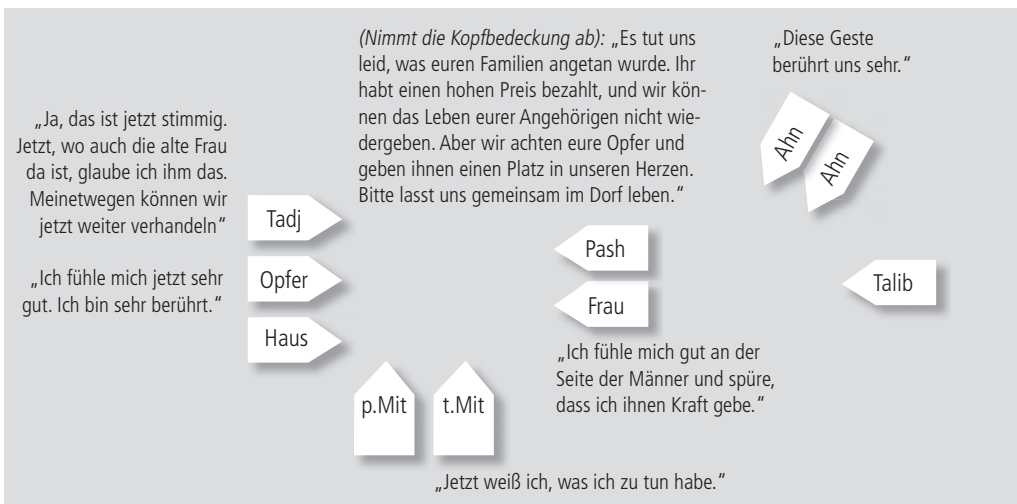 (Nimmt die Kopfbedeckung ab): „Es tut uns
leid, was euren Familien angetan wurde. Ihr
habt einen hohen Preis bezahlt, und wir kön-
nen das Leben eurer Angehörigen nicht wie-
dergeben. Aber wir achten eure Opfer und
geben ihnen einen Platz in unseren Herzen.
Bitte lasst uns gemeinsam im Dorf leben.“
„Diese Geste
berührt uns sehr.“
Ahn
Ahn
„Ja, das ist jetzt stimmig.
Jetzt, wo auch die alte Frau
da ist, glaube ich ihm das.
Meinetwegen können wir
jetzt weiter verhandeln“
Tadj
„Ich fühle mich jetzt sehr
gut. Ich bin sehr berührt.“
Opfer
Haus
Pash
Frau
Talib
„Ich fühle mich gut an der
Seite der Männer und spüre,
dass ich ihnen Kraft gebe.“
p.Mit
t.Mit
„Jetzt weiß ich, was ich zu tun habe.“